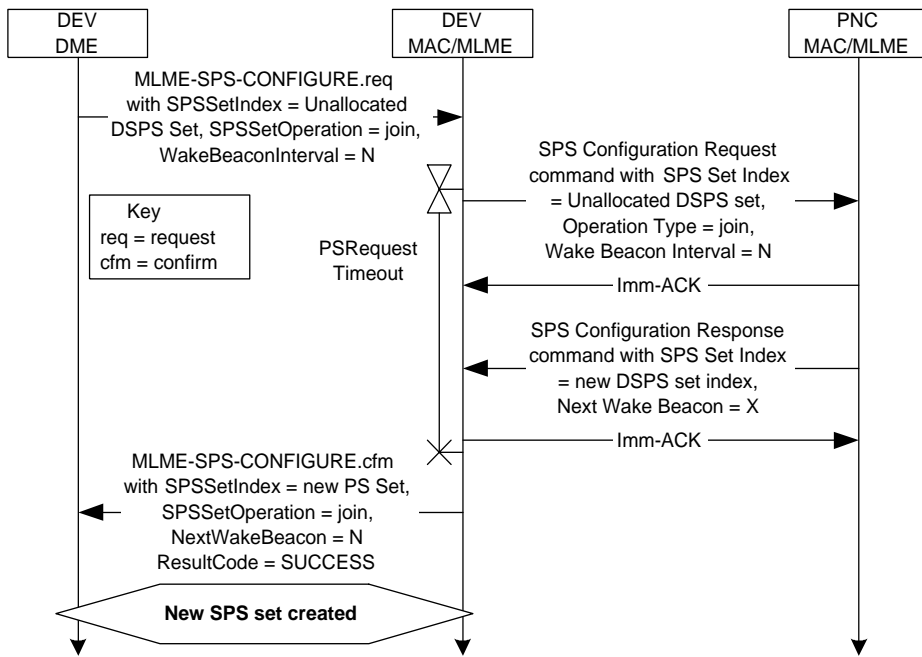 DEV
DME
DEV
MAC/MLME
PNC
MAC/MLME
MLME-SPS-CONFIGURE.req
with SPSSetIndex = Unallocated
DSPS Set, SPSSetOperation = join,
WakeBeaconInterval = N
SPS Configuration Request
command with SPS Set Index
= Unallocated DSPS set,
Operation Type = join,
Wake Beacon Interval = N
Key
req = request
cfm = confirm
PSRequest
Timeout
Imm-ACK
SPS Configuration Response
command with SPS Set Index
= new DSPS set index,
Next Wake Beacon = X
Imm-ACK
MLME-SPS-CONFIGURE.cfm
with SPSSetIndex = new PS Set,
SPSSetOperation = join,
NextWakeBeacon = N
ResultCode = SUCCESS
New SPS set created